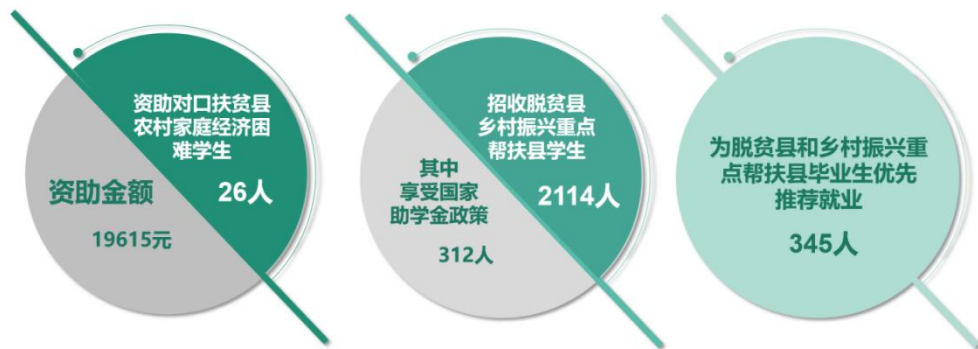 资助对口扶贫县
农村家庭经济困
难学生
26人
资助金额
19615元
招收脱贫县
乡村振兴重点
帮扶县学生
2114人
其中
享受国家
助学金政策
312人
为脱贫县和乡村振兴重
点帮扶县毕业生优先
推荐就业
345人